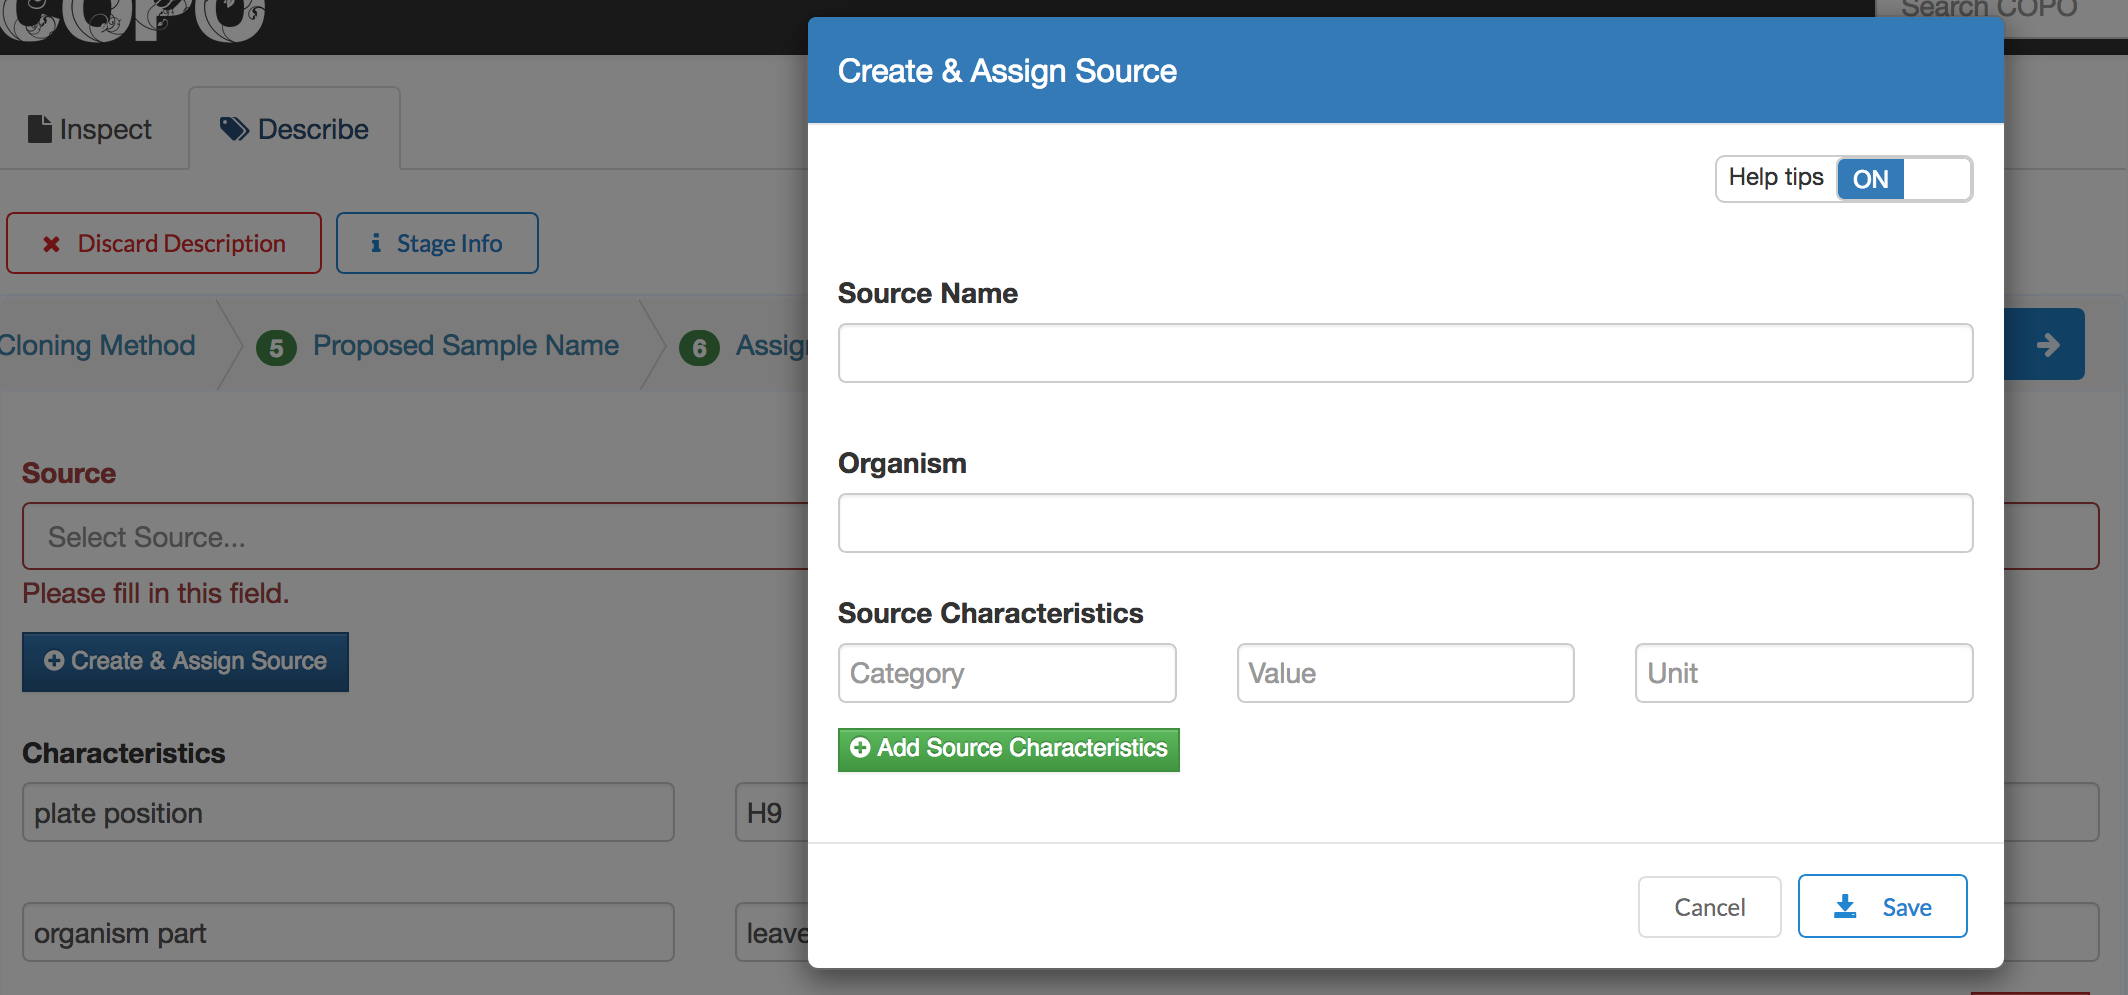 COPO
Search COPO
Inspect
Describe
Discard Description
Stage Info
Cloning Method
5 Proposed Sample Name
6 Assig
Source
Select Source...
Please fill in this field.
Create & Assign Source
Characteristics
plate position
H9
organism part
leave
Create & Assign Source
Help tips ON
Source Name
Organism
Source Characteristics
Category
Value
Unit
Add Source Characteristics
Cancel
Save